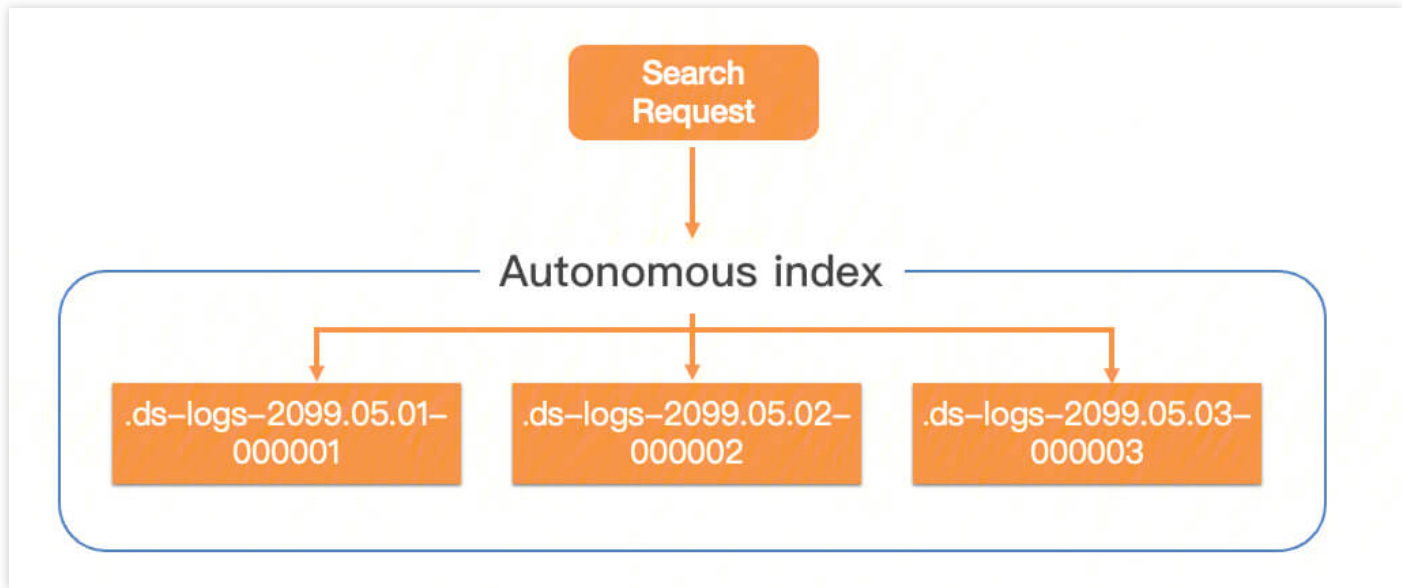 Search
Request
Autonomous index
.ds–logs–2099.05.01–
000001
.ds–logs–2099.05.02–
000002
.ds–logs–2099.05.03–
000003